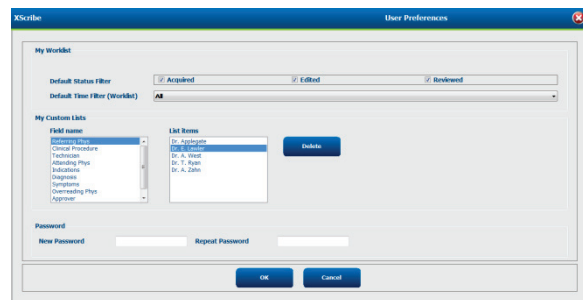 XScribe User Preferences
My Worklist
Default Status Filter Acquired Edited Reviewed
Default Time Filter (Worklist) All
My Custom Lists
Field name List items
Referring Phys Dr. Applegate
Clinical Procedure Dr. E. Lawler
Technician Dr. A. West
Attending Phys Dr. T. Ryan
Indications Dr. A. Zahn
Diagnosis
Symptoms
Overreading Phys
Approver
Delete
Password
New Password Repeat Password
OK Cancel